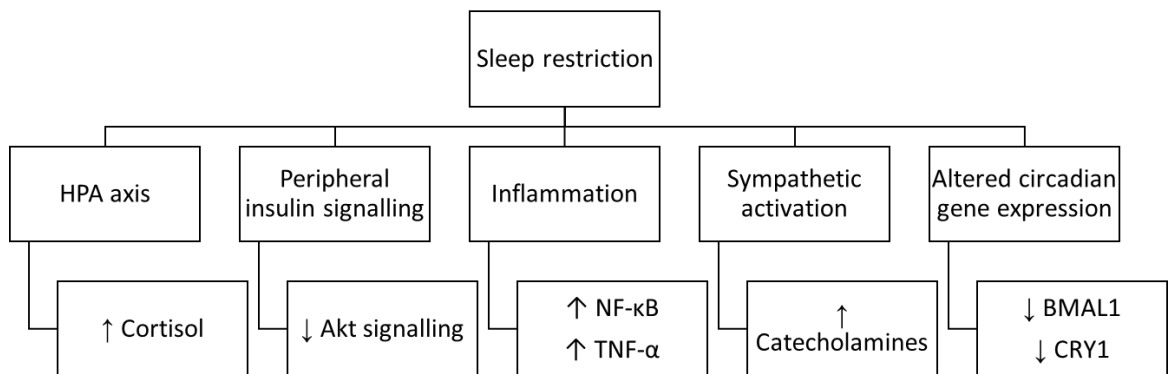 Sleep restriction
HPA axis
Peripheral
insulin signalling
Inflammation
Sympathetic
activation
Altered circadian
gene expression
↑ Cortisol
↓ Akt signalling
↑ NF-κB
↑ TNF-α
↑
Catecholamines
↓ BMAL1
↓ CRY1